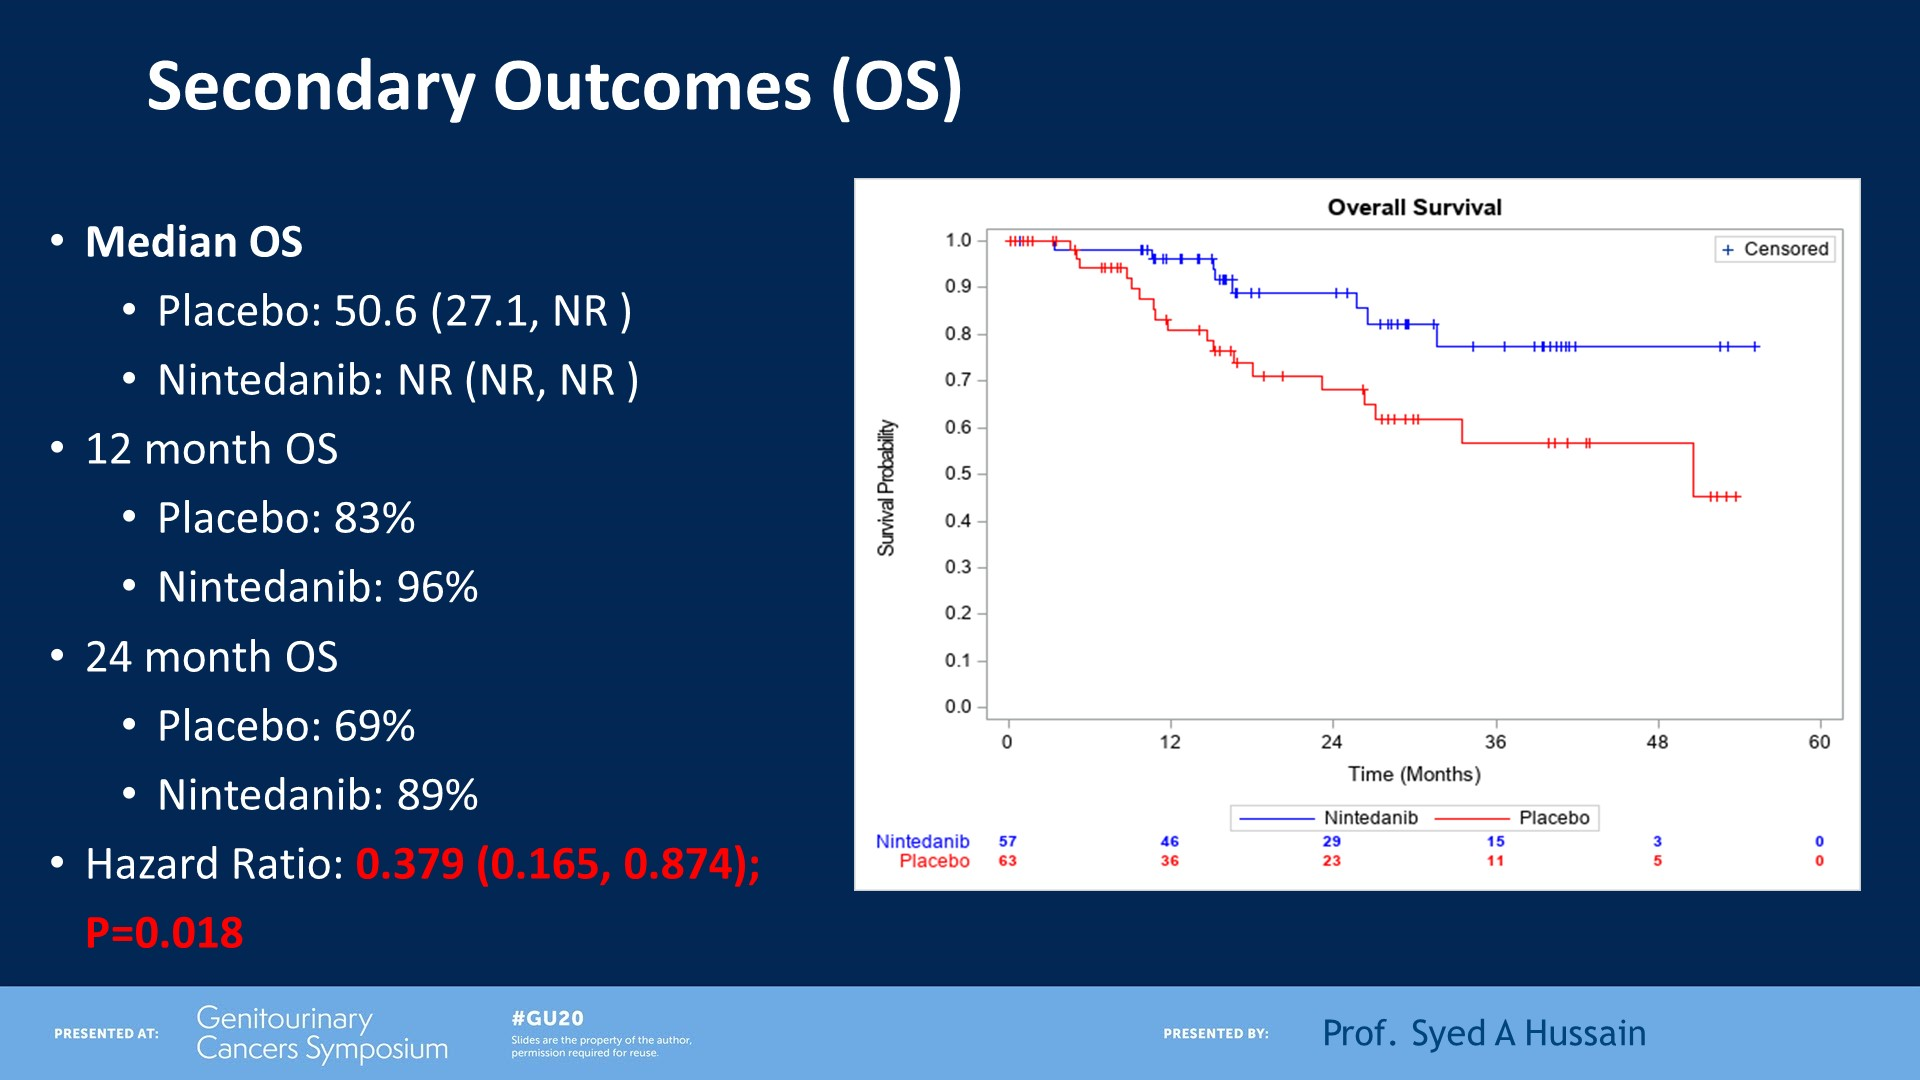 Secondary Outcomes (OS)
• Median OS
• Placebo: 50.6 (27.1, NR )
• Nintedanib: NR (NR, NR )
• 12 month OS
• Placebo: 83%
• Nintedanib: 96%
• 24 month OS
• Placebo: 69%
• Nintedanib: 89%
• Hazard Ratio: 0.379 (0.165, 0.874);
P=0.018
Overall Survival
+ Censored
Survival Probability
1.0
0.9
0.8
0.7
0.6
0.5
0.4
0.3
0.2
0.1
0.0
0 12 24 36 48 60
Time (Months)
Nintedanib Placebo
Nintedanib 57 46 29 15 3 0
Placebo 63 36 23 11 5 0
PRESENTED AT:
Genitourinary
Cancers Symposium
#GU20
Slides are the property of the author,
permission required for reuse.
PRESENTED BY:
Prof. Syed A Hussain